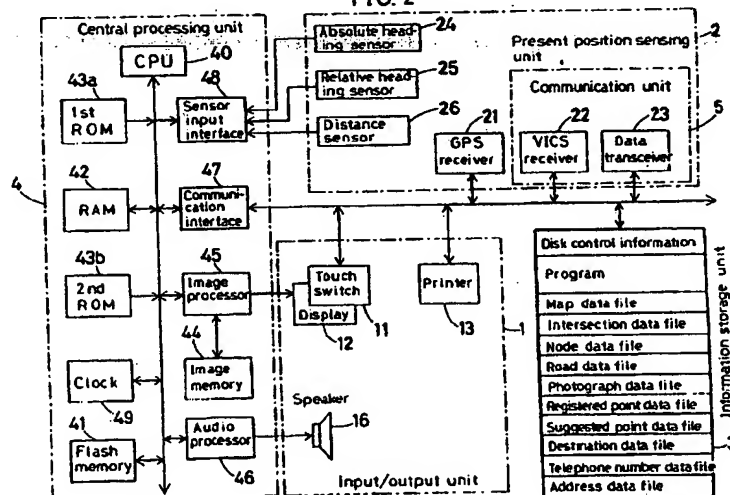 FIG. 2
Central processing unit
CPU
40
43a
1st ROM
48
Sensor input interface
42
RAM
47
Communication interface
4
43b
2nd ROM
45
Image processor
44
Image memory
Clock
49
41
Flash memory
Audio processor
46
Absolute heading sensor
24
Relative heading sensor
25
Distance sensor
26
Present position sensing unit
2
Communication unit
5
21
GPS receiver
22
VICS receiver
23
Data transceiver
Touch switch
11
Display
12
Printer
13
1
Speaker
16
Input/output unit
Disk control information
Program
Map data file
Intersection data file
Node data file
Road data file
Photograph data file
Registered point data file
Suggested point data file
Destination data file
Telephone number data file
Address data file
Information storage unit
3